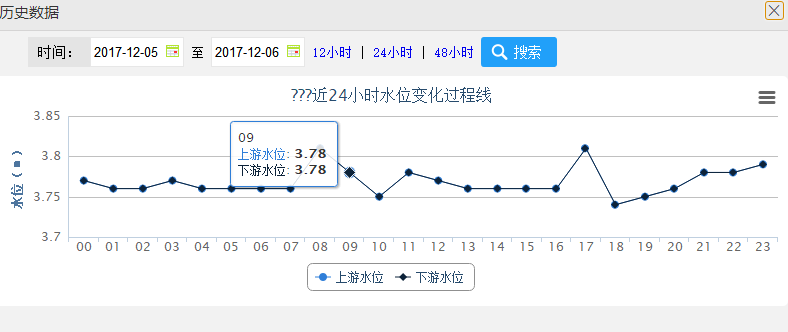 历史数据
时间： 2017-12-05 至 2017-12-06 12小时 | 24小时 | 48小时 搜索
???近24小时水位变化过程线
水位（m）
3.85
3.8
3.75
3.7
09
上游水位: 3.78
下游水位: 3.78
00 01 02 03 04 05 06 07 08 09 10 11 12 13 14 15 16 17 18 19 20 21 22 23
上游水位 下游水位